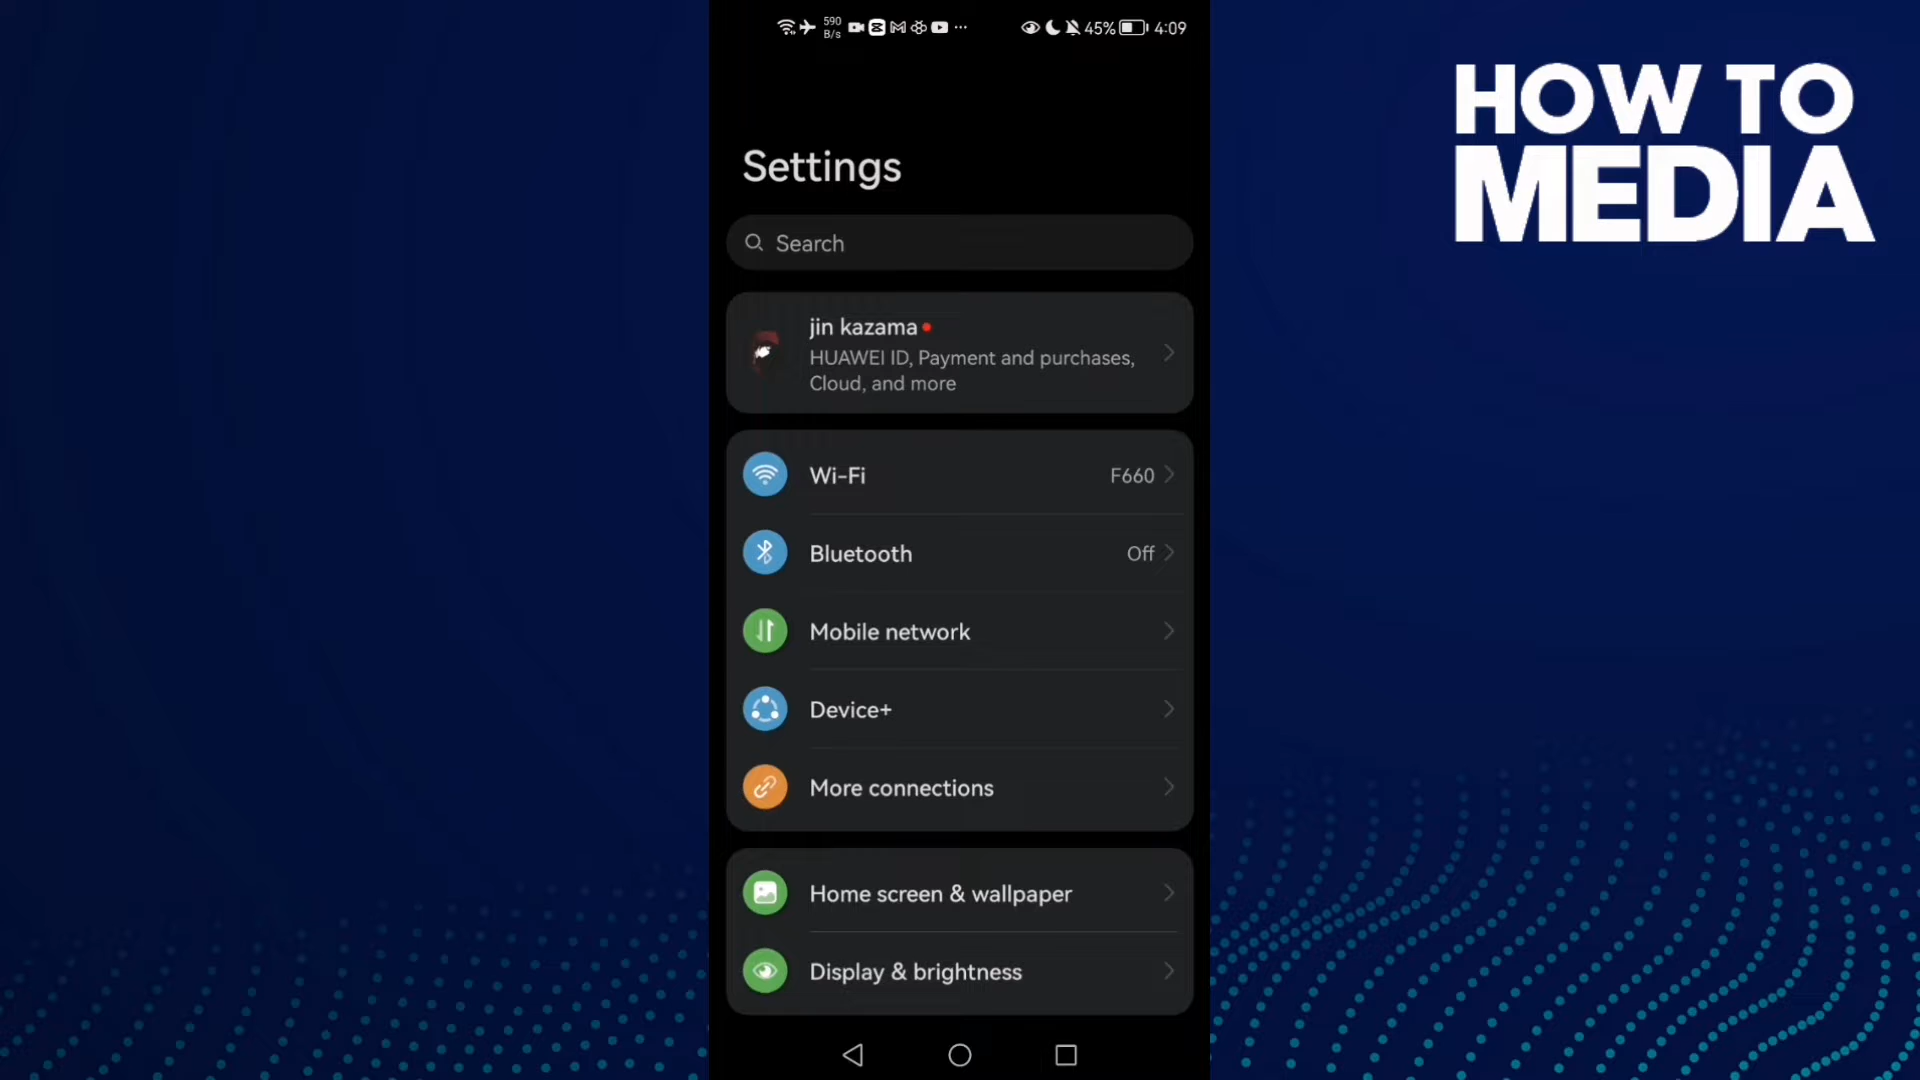 590
B/s
45%
4:09
HOW TO
MEDIA
Settings
Search
jin kazama
HUAWEI ID, Payment and purchases,
Cloud, and more
Wi-Fi
F660
Bluetooth
Off
Mobile network
Device+
More connections
Home screen & wallpaper
Display & brightness